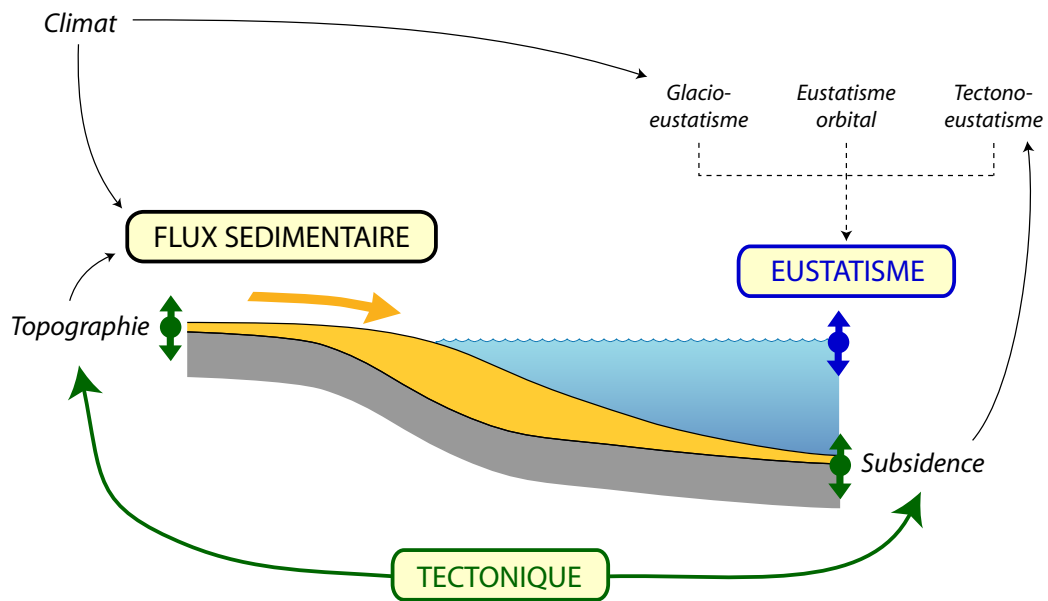 Climat
Glacio-
eustatisme
Eustatisme
orbital
Tectono-
eustatisme
FLUX SEDIMENTAIRE
EUSTATISME
Topographie
Subsidence
TECTONIQUE